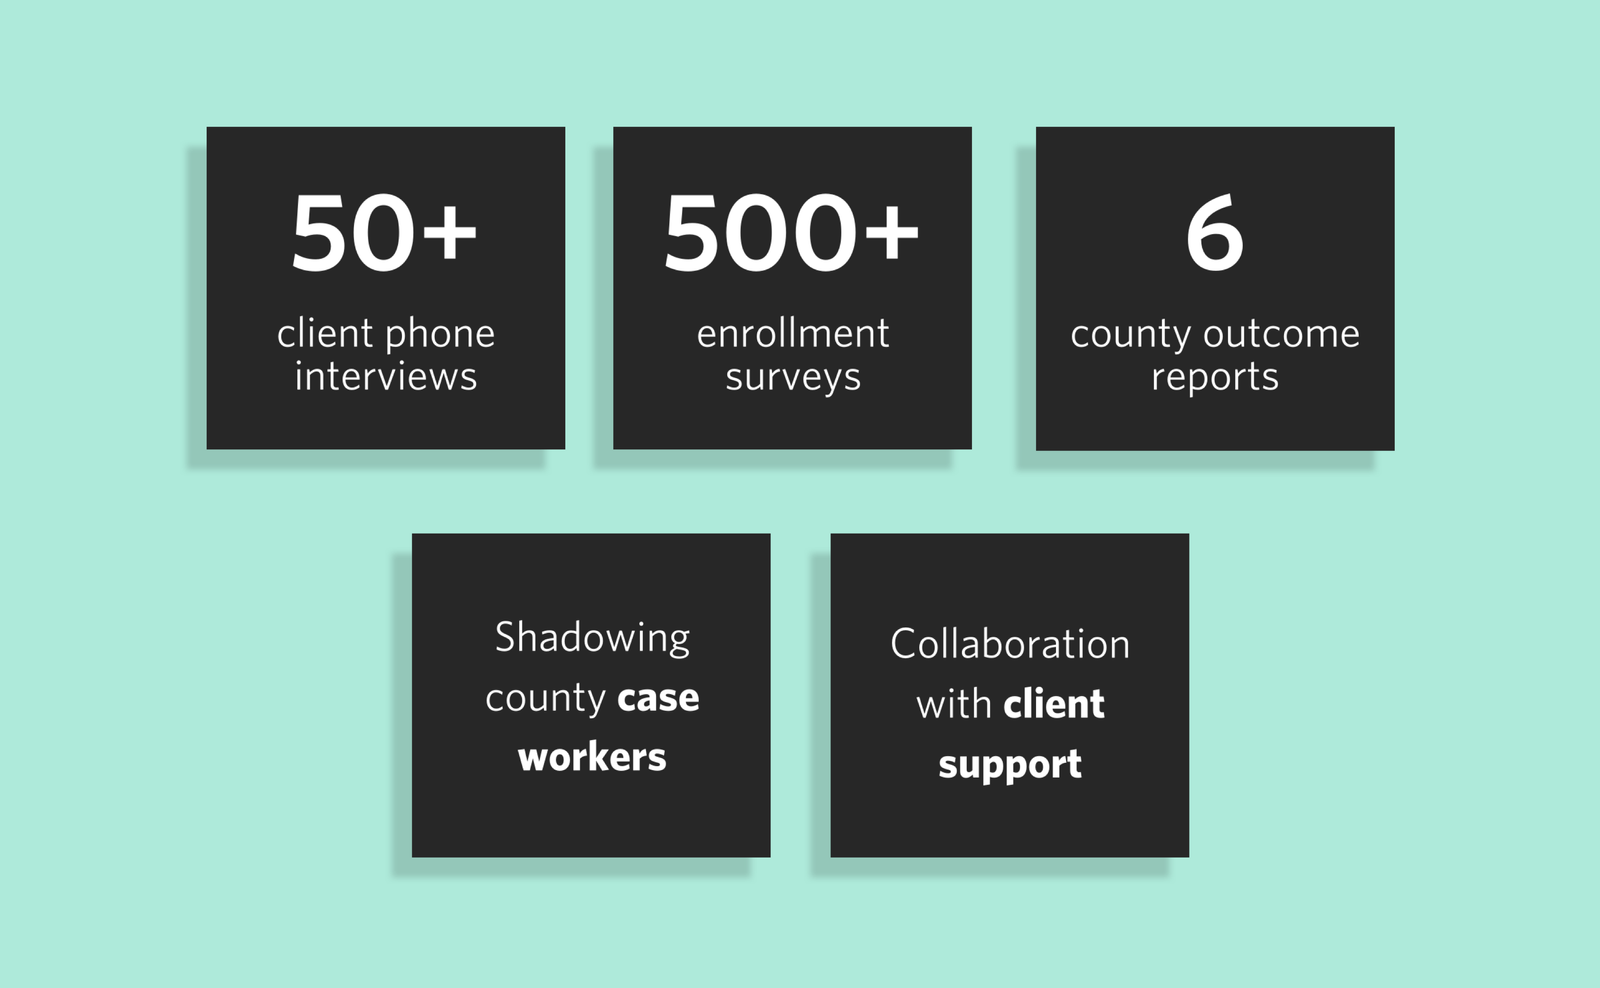 50+
client phone
interviews
500+
enrollment
surveys
6
county outcome
reports
Shadowing
county case
workers
Collaboration
with client
support